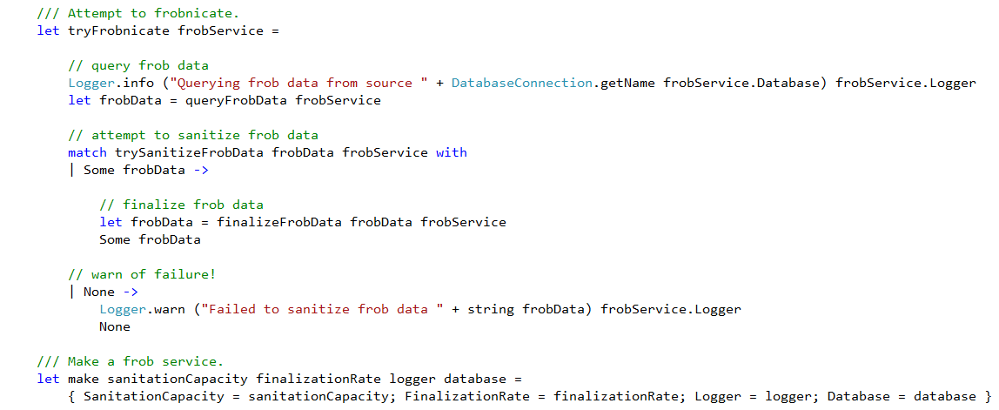 /// Attempt to frobnicate.
let tryFrobnicate frobService =
// query frob data
Logger.info ("Querying frob data from source " + DatabaseConnection.getName frobService.Database) frobService.Logger
let frobData = queryFrobData frobService
// attempt to sanitize frob data
match trySanitizeFrobData frobData frobService with
| Some frobData ->
// finalize frob data
let frobData = finalizeFrobData frobData frobService
Some frobData
// warn of failure!
| None ->
Logger.warn ("Failed to sanitize frob data " + string frobData) frobService.Logger
None
/// Make a frob service.
let make sanitationCapacity finalizationRate logger database =
{ SanitationCapacity = sanitationCapacity; FinalizationRate = finalizationRate; Logger = logger; Database = database }